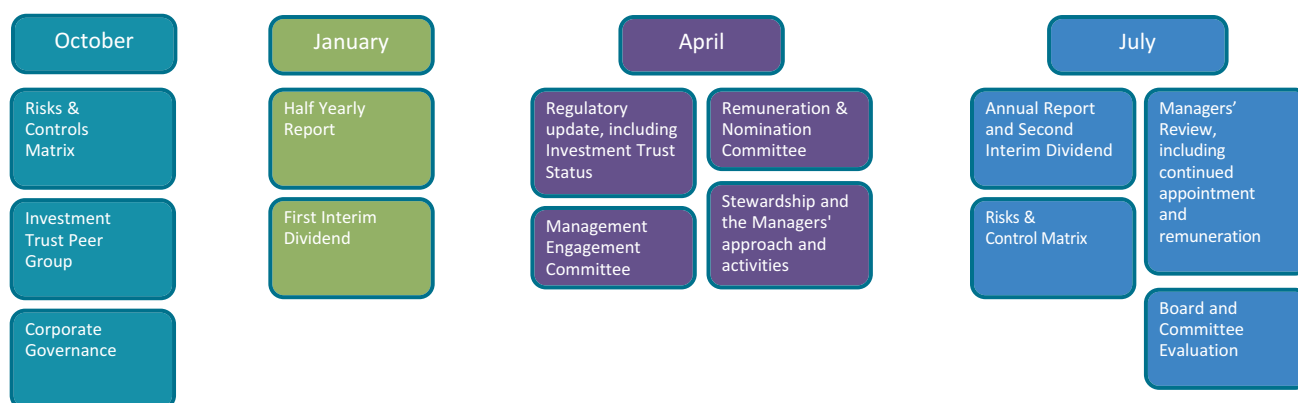 October
Risks &
Controls
Matrix
Investment
Trust Peer
Group
Corporate
Governance
January
Half Yearly
Report
First Interim
Dividend
April
Regulatory
update, including
Investment Trust
Status
Management
Engagement
Committee
Remuneration &
Nomination
Committee
Stewardship and
the Managers'
approach and
activities
July
Annual Report
and Second
Interim Dividend
Risks &
Control Matrix
Managers’
Review,
including
continued
appointment
and
remuneration
Board and
Committee
Evaluation